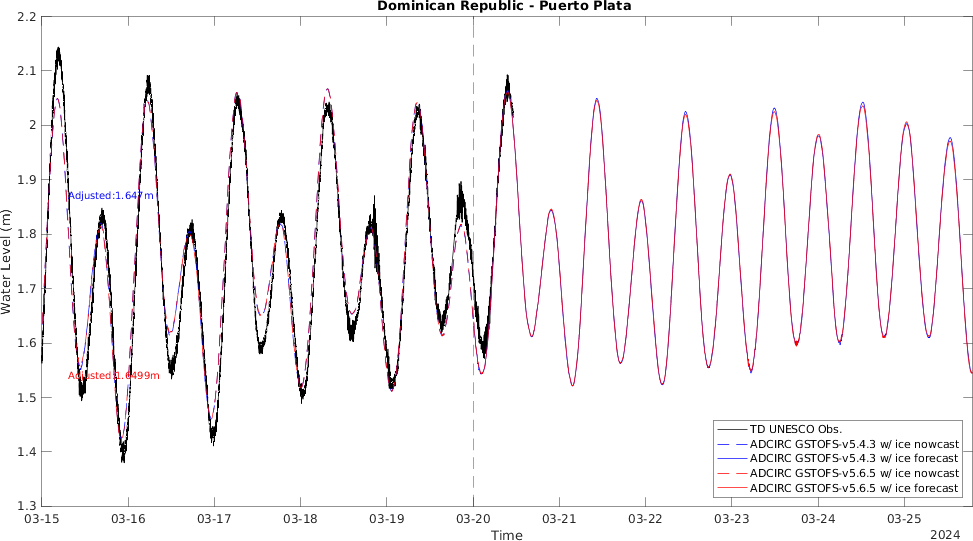 Dominican Republic - Puerto Plata
2.2
2.1
2
1.9
1.8
1.7
1.6
1.5
1.4
1.3
Water Level (m)
Adjusted:1.647m
Adjusted:1.6499m
TD UNESCO Obs.
ADCIRC GSTOFS-v5.4.3 w/ ice nowcast
ADCIRC GSTOFS-v5.4.3 w/ ice forecast
ADCIRC GSTOFS-v5.6.5 w/ ice nowcast
ADCIRC GSTOFS-v5.6.5 w/ ice forecast
03-15 03-16 03-17 03-18 03-19 03-20 03-21 03-22 03-23 03-24 03-25
Time
2024